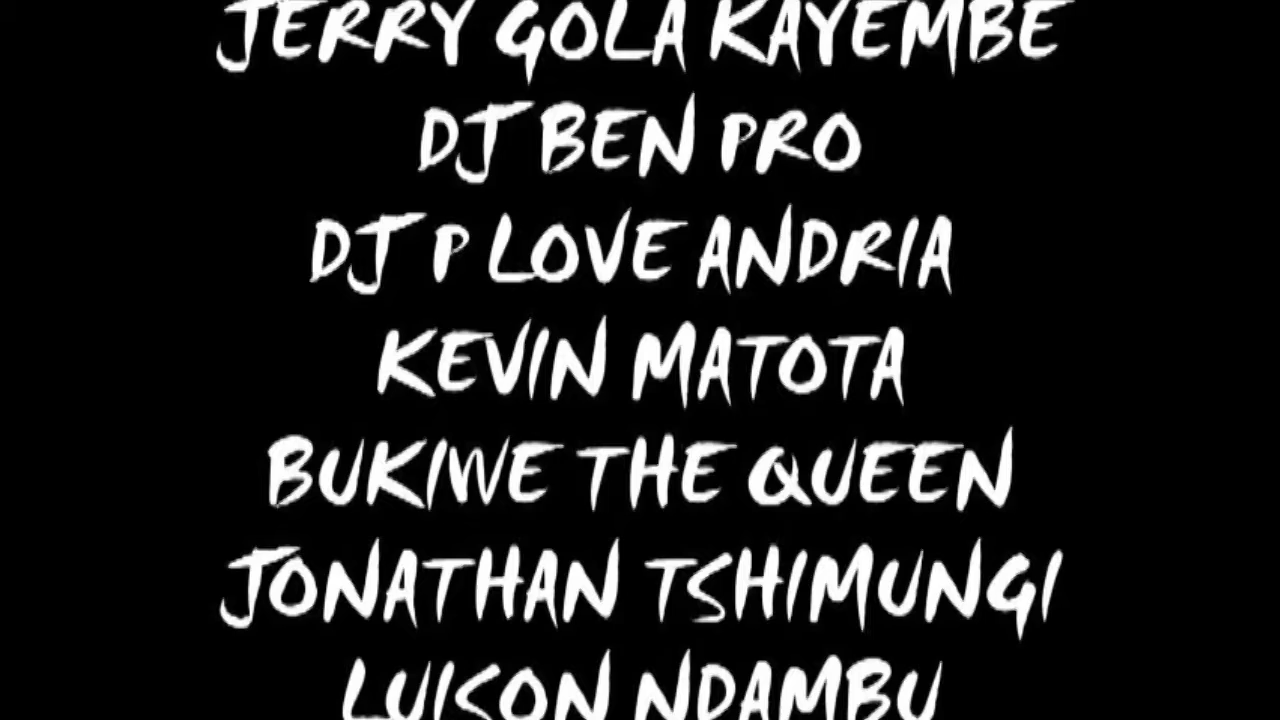 JERRY GOLA KAYEMBE
DJ BEN PRO
DJ P LOVE ANDRIA
KEVIN MATOTA
BUKIWE THE QUEEN
JONATHAN TSHIMUNGI
LUISON NDAMBU